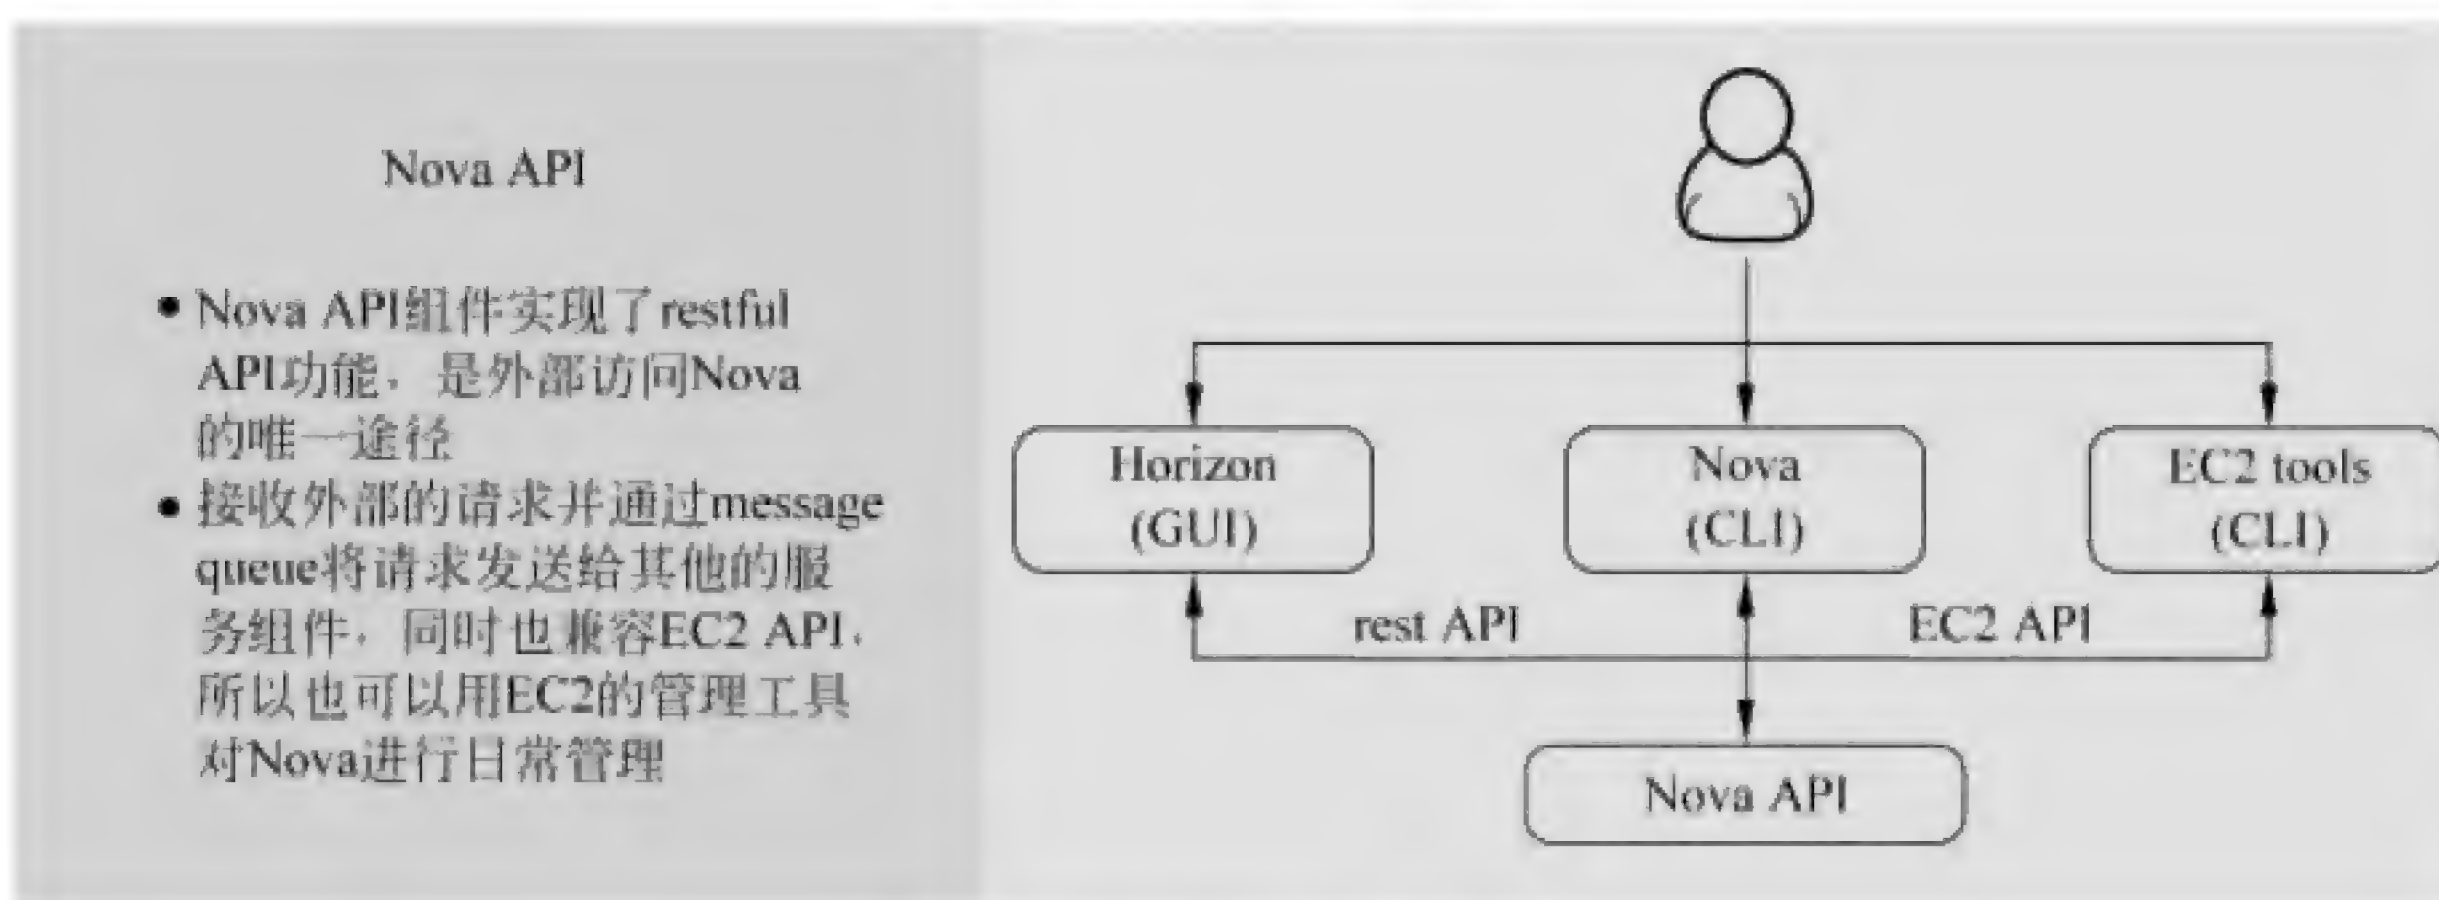 Nova API
● Nova API组件实现了restful
API功能，是外部访问Nova
的唯一途径
● 接收外部的请求并通过message
queue将请求发送给其他的服
务组件，同时也兼容EC2 API，
所以也可以用EC2的管理工具
对Nova进行日常管理
Horizon
(GUI)
Nova
(CLI)
EC2 tools
(CLI)
rest API
EC2 API
Nova API